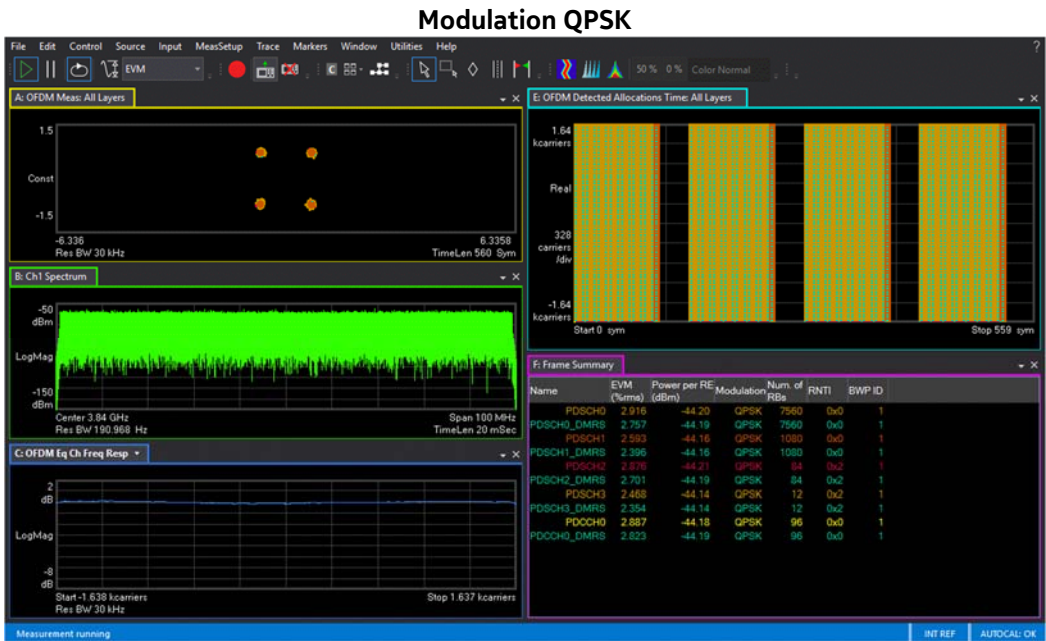 Modulation QPSK
File Edit Control Source Input MeasSetup Trace Markers Window Utilities Help ?
EVM 50 % 0 % Color Normal
A: OFDM Meas: All Layers
1.5
Const
-1.5
-6.336 6.3358
Res BW 30 kHz TimeLen 560 Sym
B: Ch1 Spectrum
-50
dBm
LogMag
-150
dBm
Center 3.84 GHz Span 100 MHz
Res BW 190.968 Hz TimeLen 20 mSec
C: OFDM Eq Ch Freq Resp
2
dB
LogMag
-8
dB
Start -1.638 kcarriers Stop 1.637 kcarriers
Res BW 30 kHz
E: OFDM Detected Allocations Time: All Layers
1.64
kcarriers
Real
328
carriers
/div
-1.64
kcarriers
Start 0 sym Stop 559 sym
F: Frame Summary
Name EVM (%rms) Power per RE (dBm) Modulation Num. of RBs RNTI BWP ID
PDSCH0 2.916 -44.20 QPSK 7560 0x0 1
PDSCH0_DMRS 2.757 -44.19 QPSK 7560 0x0 1
PDSCH1 2.593 -44.16 QPSK 1080 0x0 1
PDSCH1_DMRS 2.396 -44.16 QPSK 1080 0x0 1
PDSCH2 2.876 -44.21 QPSK 84 0x2 1
PDSCH2_DMRS 2.701 -44.19 QPSK 84 0x2 1
PDSCH3 2.468 -44.14 QPSK 12 0x2 1
PDSCH3_DMRS 2.354 -44.14 QPSK 12 0x2 1
PDCCH0 2.887 -44.18 QPSK 96 0x0 1
PDCCH0_DMRS 2.823 -44.19 QPSK 96 0x0 1
Measurement running INT REF AUTOCAL: OK